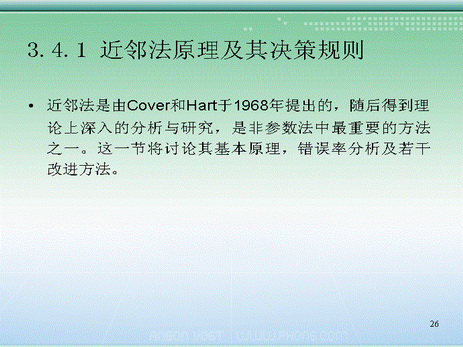 3.4.1 近邻法原理及其决策规则
• 近邻法是由Cover和Hart于1968年提出的，随后得到理
论上深入的分析与研究，是非参数法中最重要的方法
之一。这一节将讨论其基本原理，错误率分析及若干
改进方法。
26